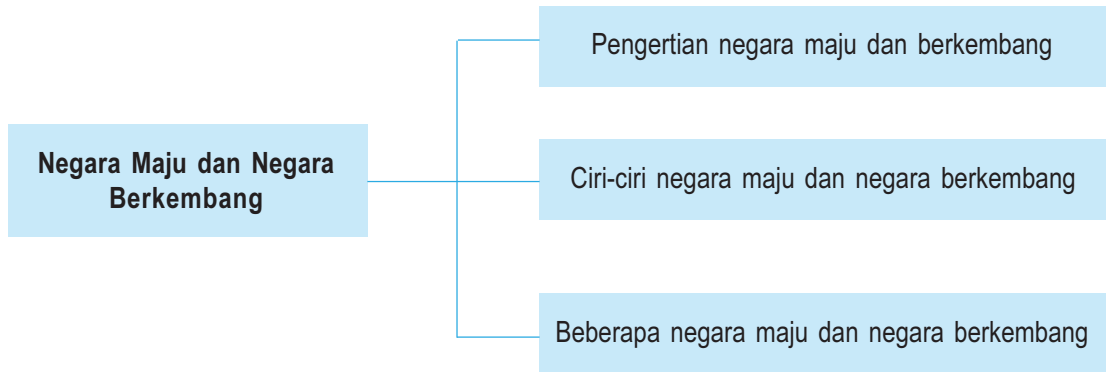 Pengertian negara maju dan berkembang
Negara Maju dan Negara
Berkembang
Ciri-ciri negara maju dan negara berkembang
Beberapa negara maju dan negara berkembang